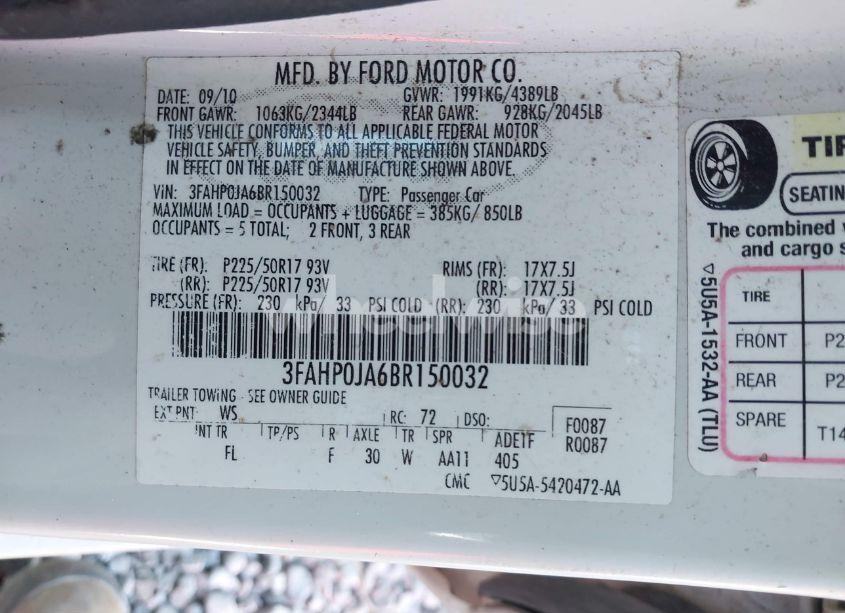 MFD. BY FORD MOTOR CO.
DATE: 09/10 GVWR: 1991KG/4389LB
FRONT GAWR: 1063KG/2344LB REAR GAWR: 928KG/2045LB
THIS VEHICLE CONFORMS TO ALL APPLICABLE FEDERAL MOTOR
VEHICLE SAFETY, BUMPER, AND THEFT PREVENTION STANDARDS
IN EFFECT ON THE DATE OF MANUFACTURE SHOWN ABOVE.
VIN: 3FAHP0JA6BR150032 TYPE: Passenger Car
MAXIMUM LOAD = OCCUPANTS + LUGGAGE = 385KG/ 850LB
OCCUPANTS = 5 TOTAL; 2 FRONT, 3 REAR
TIRE (FR): P225/50R17 93V RIMS (FR): 17X7.5J
(RR): P225/50R17 93V (RR): 17X7.5J
PRESSURE (FR): 230 kPa/ 33 PSI COLD (RR): 230 kPa/ 33 PSI COLD
wheelwise
3FAHP0JA6BR150032
TRAILER TOWING - SEE OWNER GUIDE
EXT PNT: WS RC: 72 DSO: F0087
R0087
INT TR TP/PS R AXLE TR SPR ADE1F
FL F 30 W AA11 405
CMC ▽5U5A-5420472-AA
TIR
SEATIN
The combined
and cargo s
▽5U5A-1532-AA (TLU)
TIRE
FRONT P2
REAR P2
SPARE T14